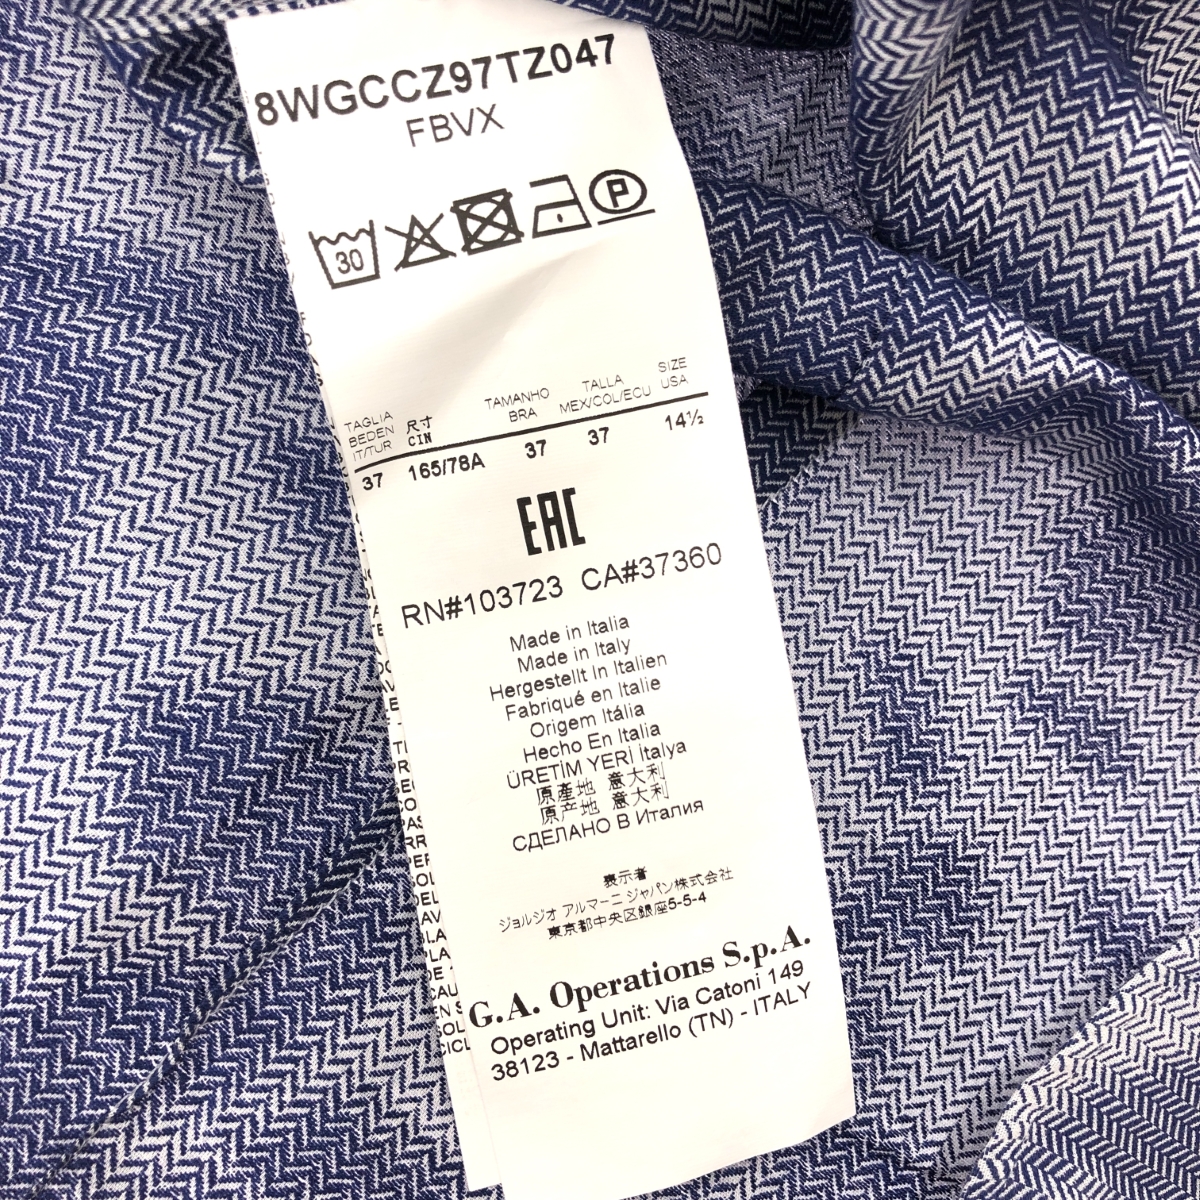 8WGCCZ97TZ047
FBVX
30 P
TAGLIA BEDEN IT/TUR
尺寸 CIN
TAMANHO BRA
TALLA MEX/COL/ECU
SIZE USA
37 165/78A 37 37 14½
EAC
RN#103723 CA#37360
Made in Italia
Made in Italy
Hergestellt In Italien
Fabriqué en Italie
Origem Itália
Hecho En Italia
ÜRETİM YERİ İtalya
原產地 意大利
原产地 意大利
СДЕЛАНО В Италия
表示者
ジョルジオ アルマーニ ジャパン株式会社
東京都中央区銀座5-5-4
G.A. Operations S.p.A.
Operating Unit: Via Catoni 149
38123 - Mattarello (TN) - ITALY